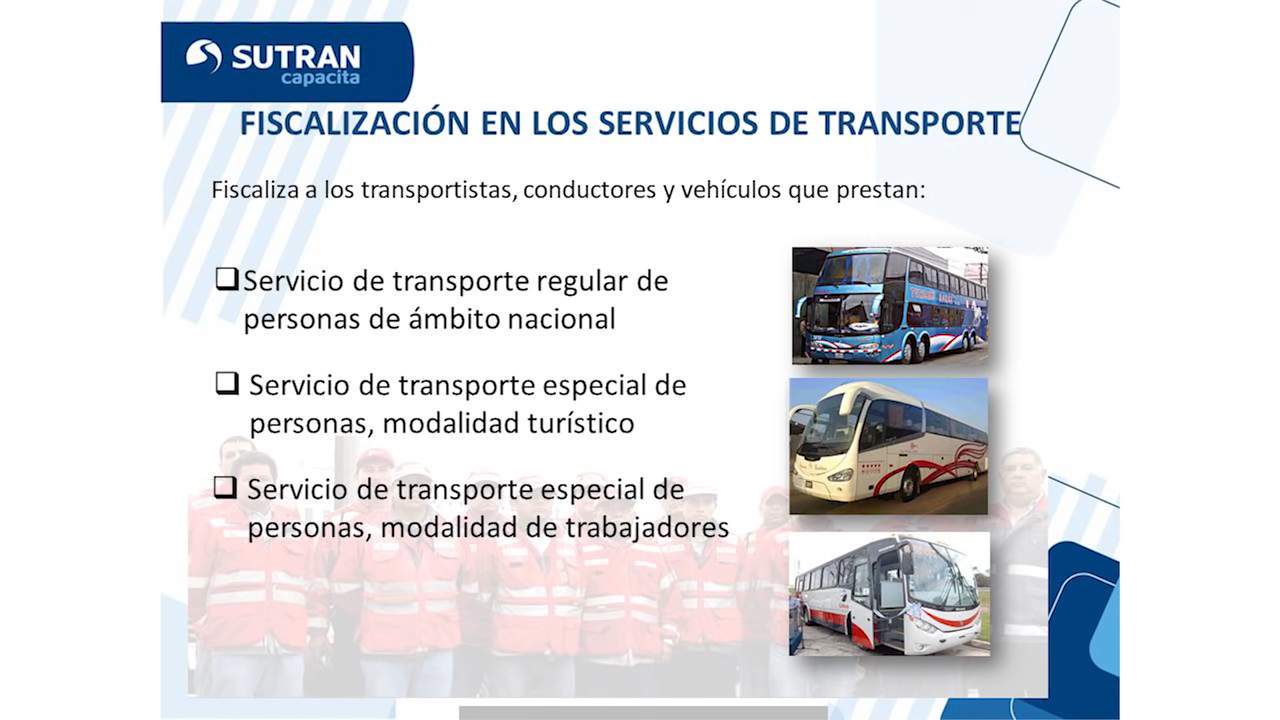 SUTRAN
capacita
FISCALIZACIÓN EN LOS SERVICIOS DE TRANSPORTE
Fiscaliza a los transportistas, conductores y vehículos que prestan:
Servicio de transporte regular de
personas de ámbito nacional
Servicio de transporte especial de
personas, modalidad turístico
Servicio de transporte especial de
personas, modalidad de trabajadores